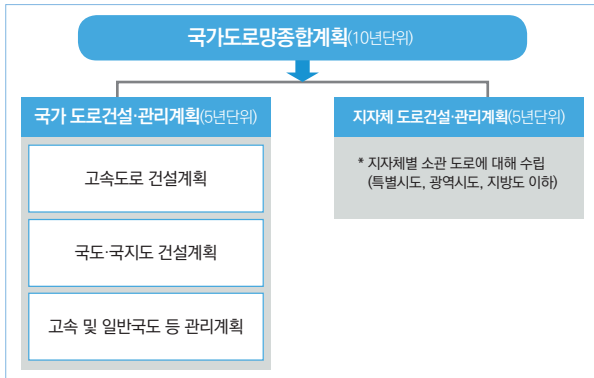 국가도로망종합계획(10년단위)
국가 도로건설·관리계획(5년단위)
고속도로 건설계획
국도·국지도 건설계획
고속 및 일반국도 등 관리계획
지자체 도로건설·관리계획(5년단위)
* 지자체별 소관 도로에 대해 수립
(특별시도, 광역시도, 지방도 이하)